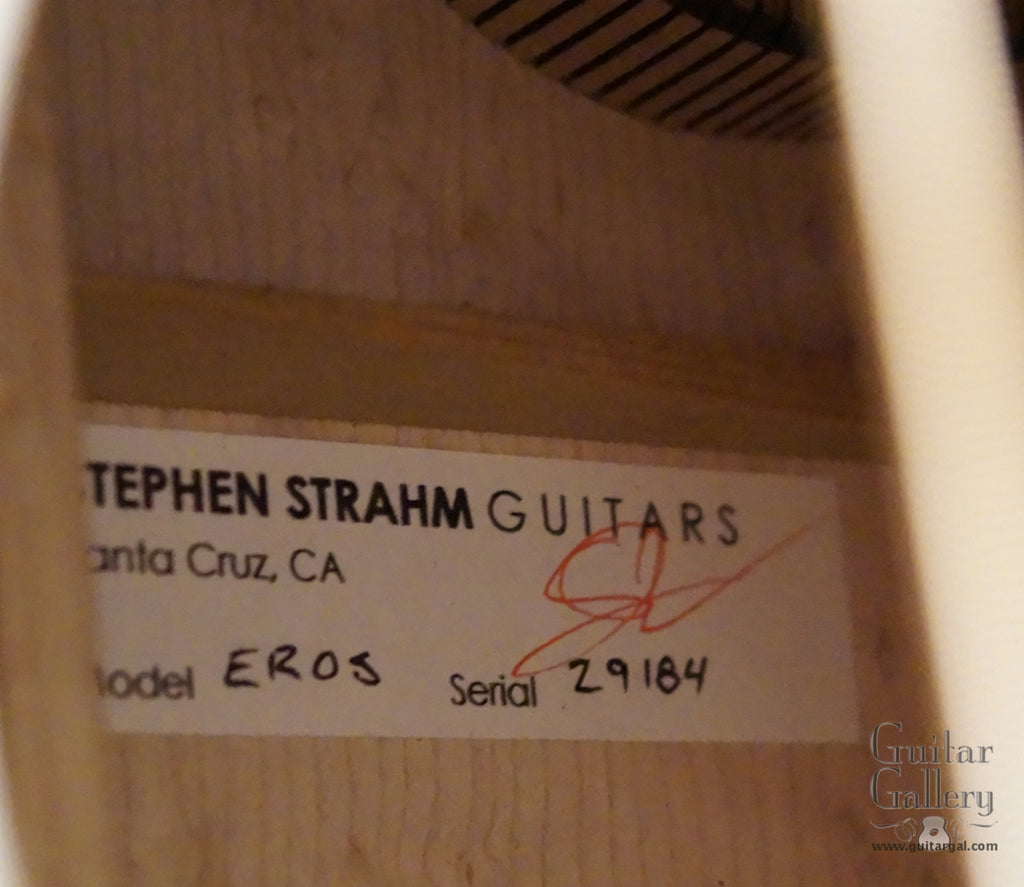 TEPHEN STRAHM GUITARS
anta Cruz, CA
odel EROS Serial 29184
Guitar
Gallery
www.guitargal.com